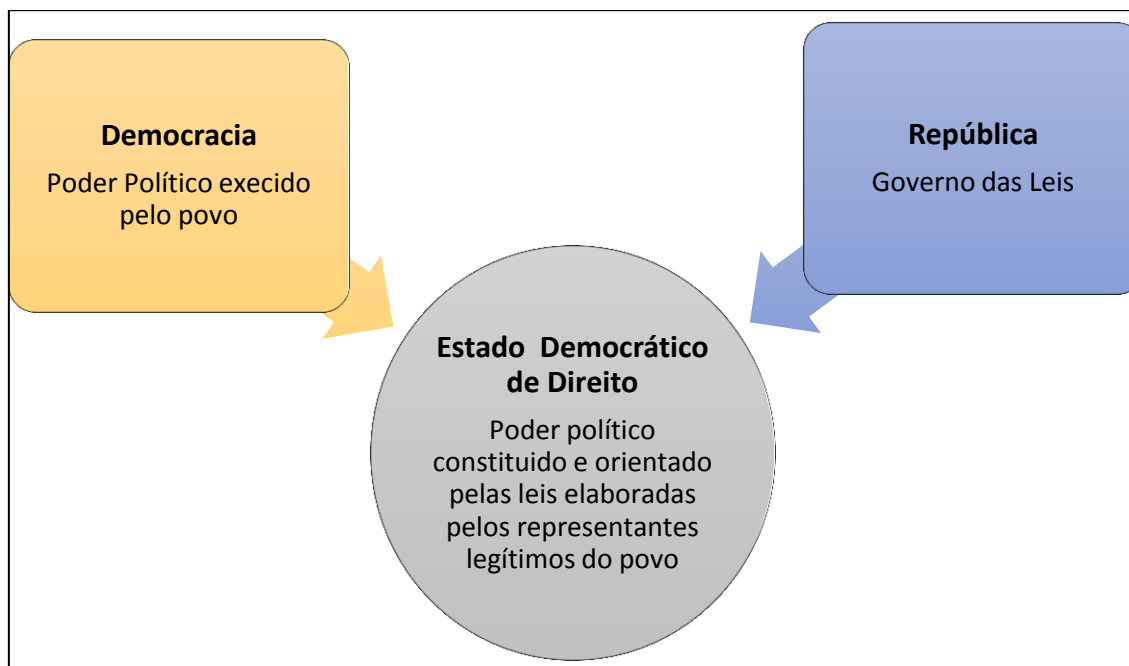 Democracia
Poder Político execido
pelo povo
República
Governo das Leis
Estado Democrático
de Direito
Poder político
constituido e orientado
pelas leis elaboradas
pelos representantes
legítimos do povo